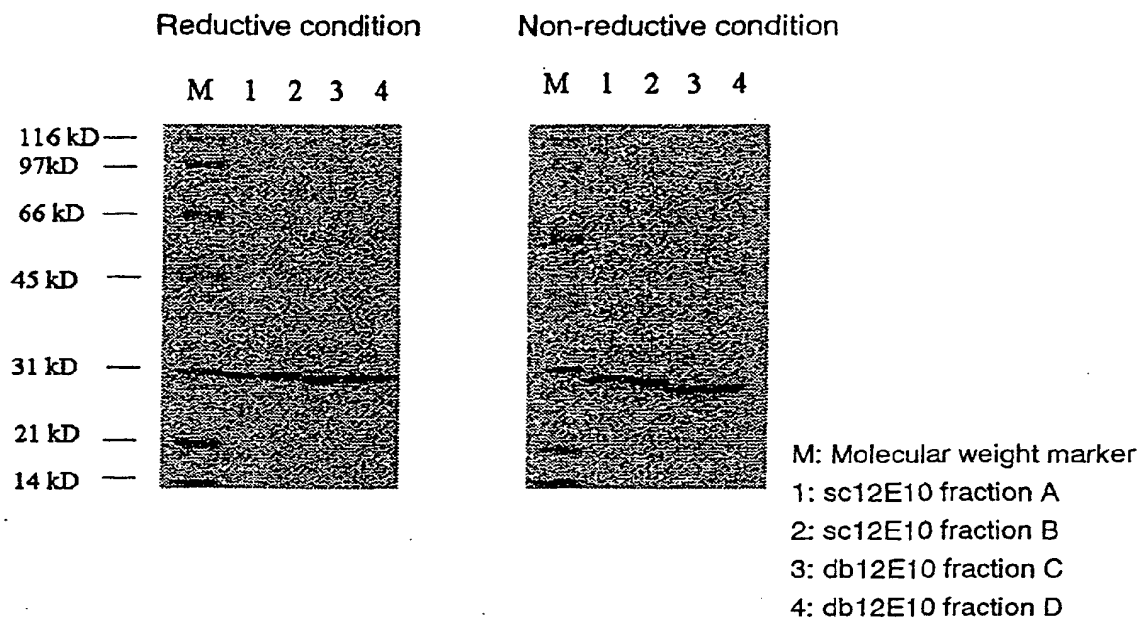 Reductive condition
Non-reductive condition
M 1 2 3 4
M 1 2 3 4
116 kD
97kD
66 kD
45 kD
31 kD
21 kD
14 kD
M: Molecular weight marker
1: sc12E10 fraction A
2: sc12E10 fraction B
3: db12E10 fraction C
4: db12E10 fraction D